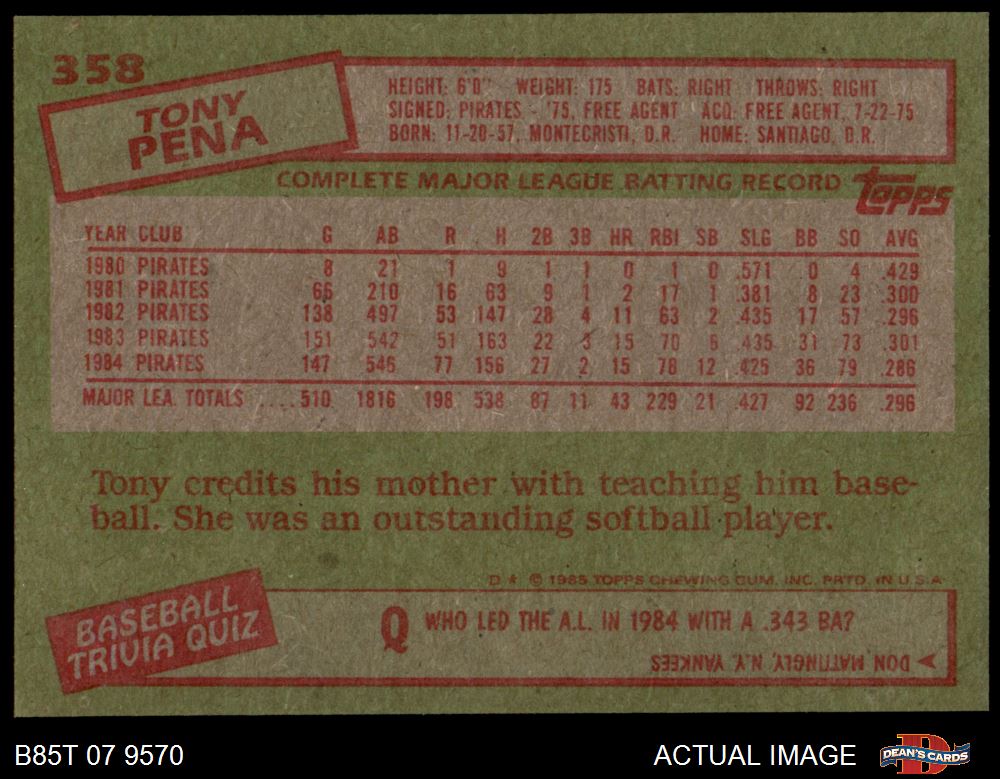 358
TONY
PENA
HEIGHT: 6'0" WEIGHT: 175 BATS: RIGHT THROWS: RIGHT
SIGNED: PIRATES - '75, FREE AGENT ACQ: FREE AGENT, 7-22-75
BORN: 11-20-57, MONTECRISTI, D.R. HOME: SANTIAGO, D.R.
COMPLETE MAJOR LEAGUE BATTING RECORD
TOPPS
YEAR CLUB G AB R H 2B 3B HR RBI SB SLG BB SO AVG
1980 PIRATES 8 21 1 9 1 1 0 1 0 .571 0 4 .429
1981 PIRATES 66 210 16 63 9 1 2 17 1 .381 8 23 .300
1982 PIRATES 138 497 53 147 28 4 11 63 2 .435 17 57 .296
1983 PIRATES 151 542 51 163 22 3 15 70 6 .435 31 73 .301
1984 PIRATES 147 546 77 156 27 2 15 78 12 .425 36 79 .286
MAJOR LEA. TOTALS ....510 1816 198 538 87 11 43 229 21 .427 92 236 .296
Tony credits his mother with teaching him base-
ball. She was an outstanding softball player.
D * © 1985 TOPPS CHEWING GUM, INC. PRTD. IN U.S.A.
BASEBALL
TRIVIA QUIZ
Q WHO LED THE A.L. IN 1984 WITH A .343 BA?
DON MATTINGLY, N.Y. YANKEES
B85T 07 9570
ACTUAL IMAGE
DEAN'S CARDS